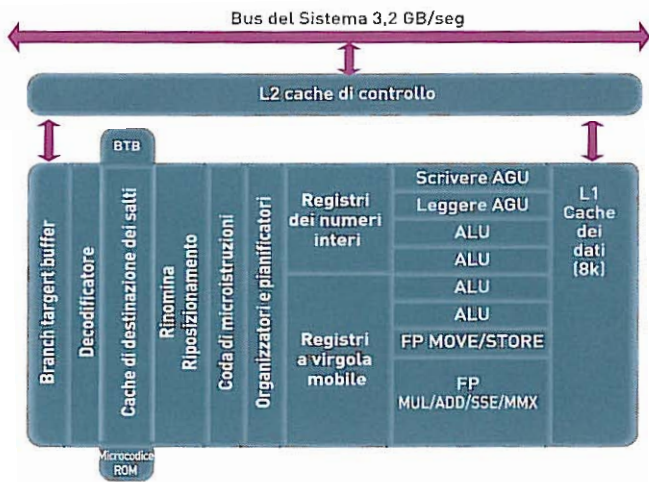 Bus del Sistema 3,2 GB/seg
L2 cache di controllo
BTB
Branch targert buffer
Decodificatore
Cache di destinazione dei salti
Microcodice
ROM
Rinomina
Riposizionamento
Coda di microistruzioni
Organizzatori e pianificatori
Registri
dei numeri
interi
Registri
a virgola
mobile
Scrivere AGU
Leggere AGU
ALU
ALU
ALU
ALU
FP MOVE/STORE
FP
MUL/ADD/SSE/MMX
L1
Cache
dei
dati
(8k)